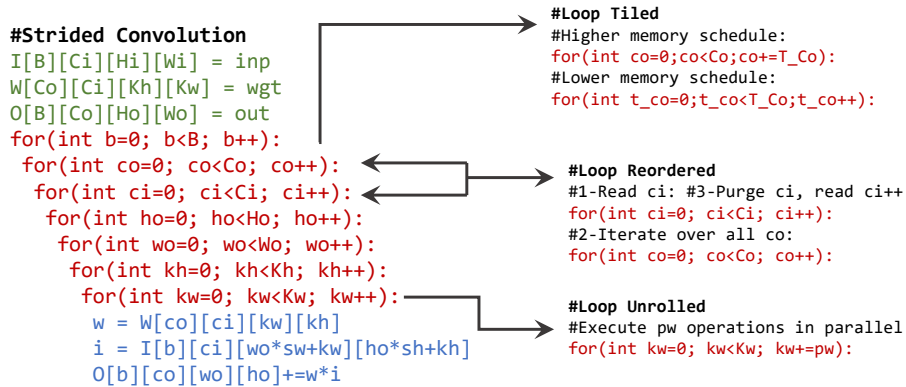 #Strided Convolution
I[B][Ci][Hi][Wi] = inp
W[Co][Ci][Kh][Kw] = wgt
O[B][Co][Ho][Wo] = out
for(int b=0; b<B; b++):
for(int co=0; co<Co; co++):
for(int ci=0; ci<Ci; ci++):
for(int ho=0; ho<Ho; ho++):
for(int wo=0; wo<Wo; wo++):
for(int kh=0; kh<Kh; kh++):
for(int kw=0; kw<Kw; kw++):
w = W[co][ci][kw][kh]
i = I[b][ci][wo*sw+kw][ho*sh+kh]
O[b][co][wo][ho]+=w*i
#Loop Tiled
#Higher memory schedule:
for(int co=0;co<Co;co+=T_Co):
#Lower memory schedule:
for(int t_co=0;t_co<T_Co;t_co++):
#Loop Reordered
#1-Read ci: #3-Purge ci, read ci++
for(int ci=0; ci<Ci; ci++):
#2-Iterate over all co:
for(int co=0; co<Co; co++):
#Loop Unrolled
#Execute pw operations in parallel
for(int kw=0; kw<Kw; kw+=pw):